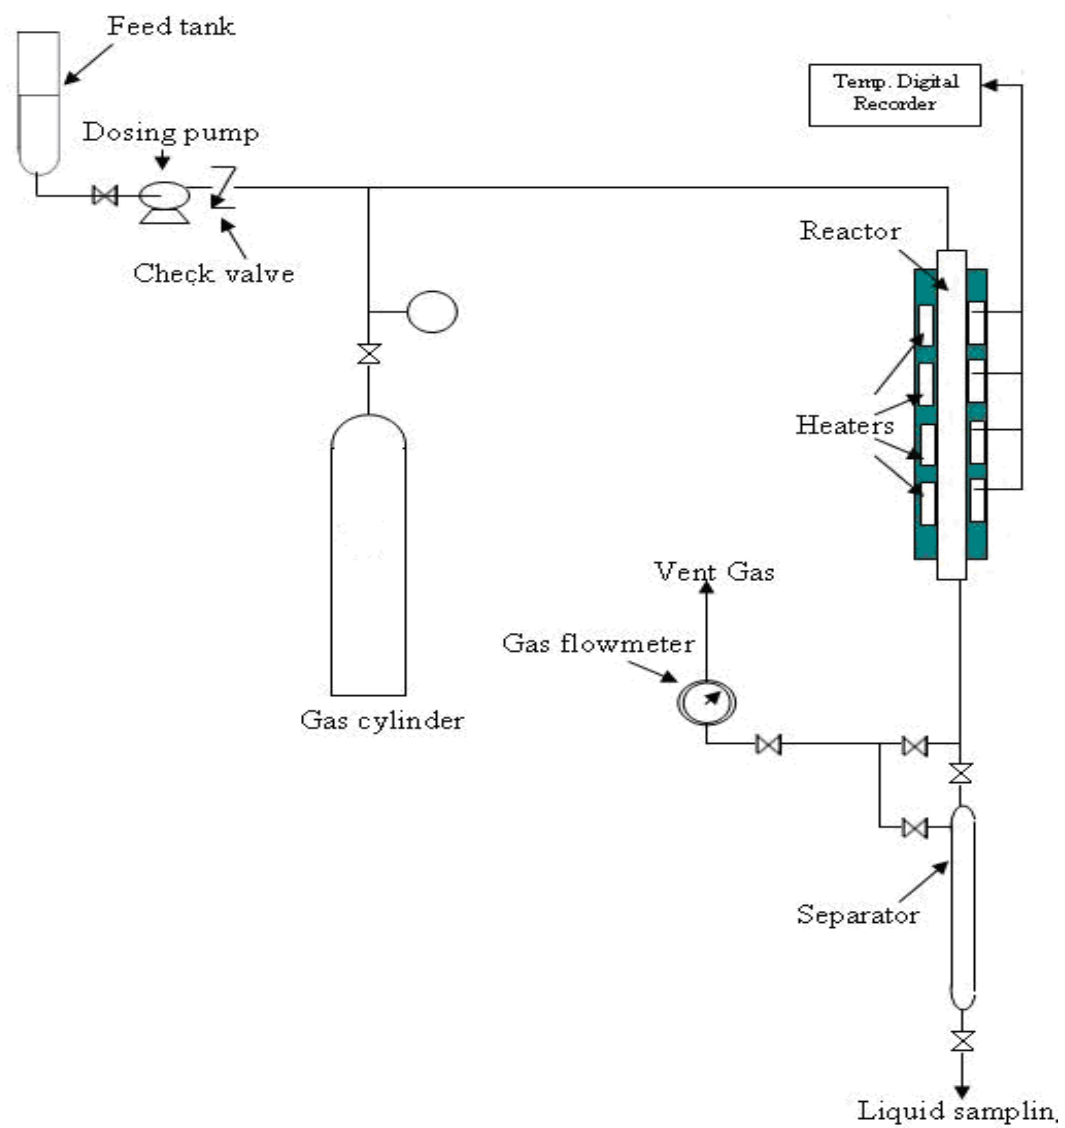 Feed tank
Temp. Digital
Recorder
Dosing pump
Reactor
Check valve
Heaters
Vent Gas
Gas flowmeter
Gas cylinder
Separator
Liquid samplin.